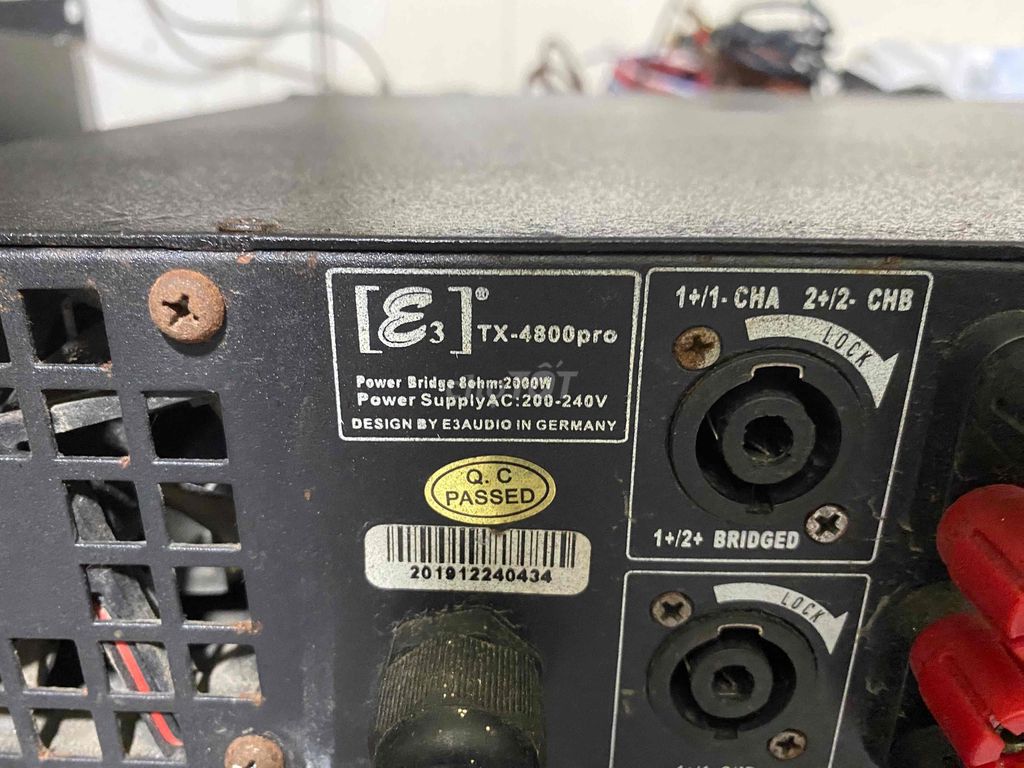 [E3]®
TX-4800pro
Power Bridge 8ohm:2000W
Power SupplyAC:200-240V
DESIGN BY E3AUDIO IN GERMANY
Q.C
PASSED
201912240434
1+/1- CHA 2+/2- CHB
LOCK
1+/2+ BRIDGED
LOCK